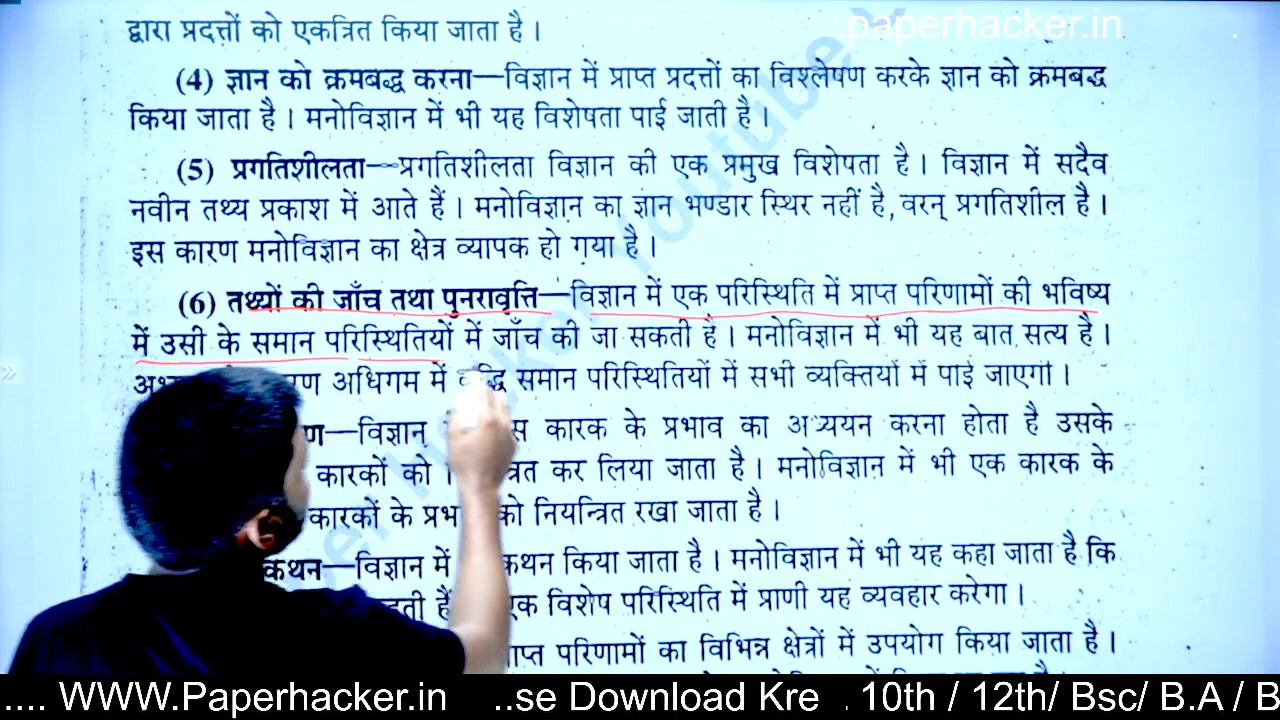 द्वारा प्रदत्तों को एकत्रित किया जाता है।
paperhacker.in
(4) ज्ञान को क्रमबद्ध करना—विज्ञान में प्राप्त प्रदत्तों का विश्लेषण करके ज्ञान को क्रमबद्ध
किया जाता है। मनोविज्ञान में भी यह विशेषता पाई जाती है।
(5) प्रगतिशीलता—प्रगतिशीलता विज्ञान की एक प्रमुख विशेषता है। विज्ञान में सदैव
नवीन तथ्य प्रकाश में आते हैं। मनोविज्ञान का ज्ञान भण्डार स्थिर नहीं है, वरन् प्रगतिशील है।
इस कारण मनोविज्ञान का क्षेत्र व्यापक हो गया है।
(6) तथ्यों की जाँच तथा पुनरावृत्ति—विज्ञान में एक परिस्थिति में प्राप्त परिणामों की भविष्य
में उसी के समान परिस्थितियों में जाँच की जा सकती है। मनोविज्ञान में भी यह बात सत्य है।
अधिगम में वृद्धि समान परिस्थितियों में सभी व्यक्तियों में पाई जाएगी।
—विज्ञान कारक के प्रभाव का अध्ययन करना होता है उसके
कारकों को कर लिया जाता है। मनोविज्ञान में भी एक कारक के
कारकों के को नियन्त्रित रखा जाता है।
कथन—विज्ञान में कथन किया जाता है। मनोविज्ञान में भी यह कहा जाता है कि
एक विशेष परिस्थिति में प्राणी यह व्यवहार करेगा।
परिणामों का विभिन्न क्षेत्रों में उपयोग किया जाता है।
.... WWW.Paperhacker.in ..se Download Kre . 10th / 12th/ Bsc/ B.A / B